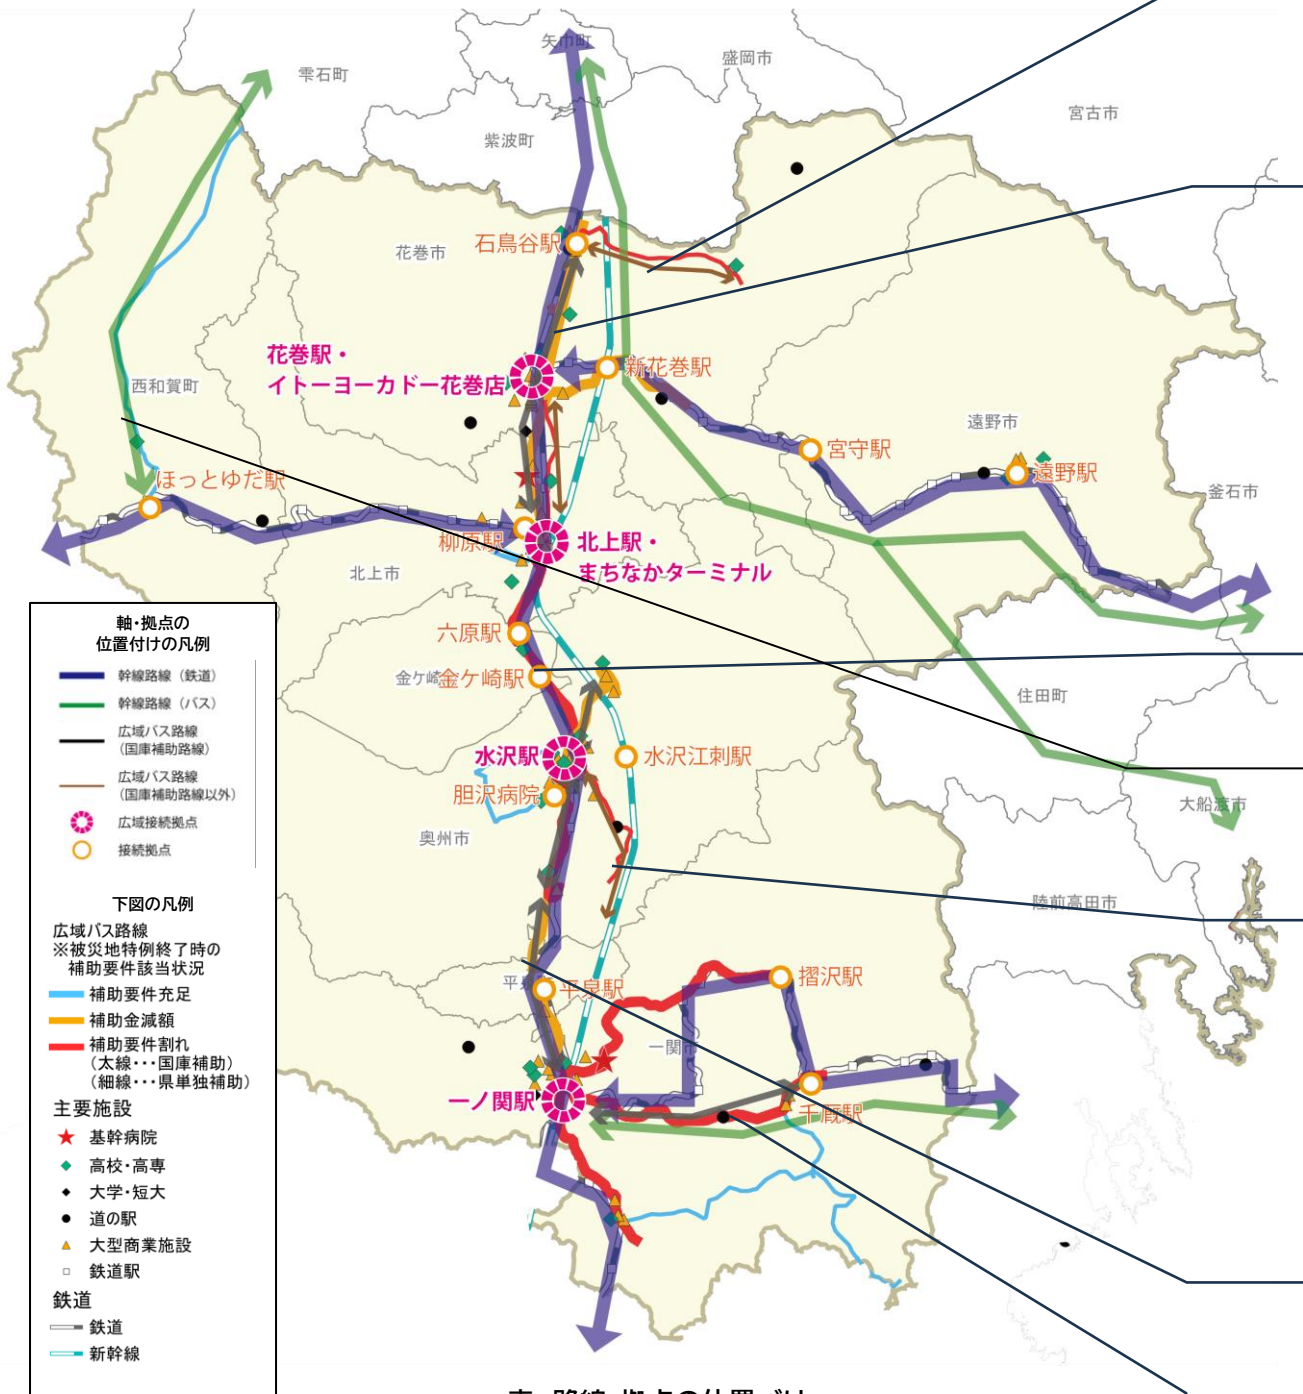 矢巾町
盛岡市
雫石町
宮古市
紫波町
花巻市
石鳥谷駅
花巻駅・
イトーヨーカドー花巻店
新花巻駅
西和賀町
遠野市
宮守駅
遠野駅
ほっとゆだ駅
釜石市
柳原駅
北上駅・
まちなかターミナル
北上市
六原駅
金ケ崎
金ケ崎駅
住田町
水沢駅
水沢江刺駅
胆沢病院
大船渡市
奥州市
陸前高田市
平泉駅
摺沢駅
一関市
一ノ関駅
千厩駅
軸・拠点の
位置付けの凡例
幹線路線（鉄道）
幹線路線（バス）
広域バス路線
（国庫補助路線）
広域バス路線
（国庫補助路線以外）
広域接続拠点
接続拠点
下図の凡例
広域バス路線
※被災地特例終了時の
補助要件該当状況
補助要件充足
補助金減額
補助要件割れ
（太線・・・国庫補助）
（細線・・・県単独補助）
主要施設
基幹病院
高校・高専
大学・短大
道の駅
大型商業施設
鉄道駅
鉄道
鉄道
新幹線